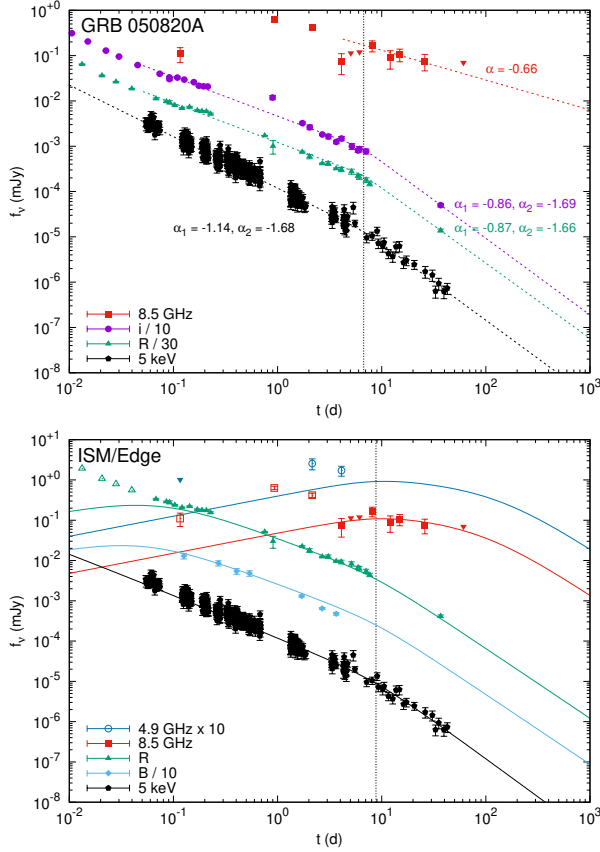 GRB 050820A
f_ν (mJy)
10^+0
10^-1
10^-2
10^-3
10^-4
10^-5
10^-6
10^-7
10^-8
α = -0.66
α_1 = -0.86, α_2 = -1.69
α_1 = -0.87, α_2 = -1.66
α_1 = -1.14, α_2 = -1.68
8.5 GHz
i / 10
R / 30
5 keV
10^-2 10^-1 10^0 10^1 10^2 10^3
t (d)
ISM/Edge
f_ν (mJy)
10^+1
10^+0
10^-1
10^-2
10^-3
10^-4
10^-5
10^-6
10^-7
10^-8
4.9 GHz x 10
8.5 GHz
R
B / 10
5 keV
10^-2 10^-1 10^0 10^1 10^2 10^3
t (d)